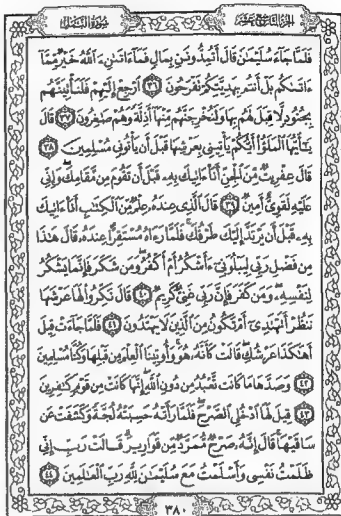 الجزء التاسع عشر
سورة النمل
فَلَمَّا جَآءَ سُلَيْمَٰنَ قَالَ أَتُمِدُّونَنِ بِمَالٍ فَمَآ ءَاتَىٰنِۦَ ٱللَّهُ خَيْرٌ مِّمَّآ
ءَاتَىٰكُم بَلْ أَنتُم بِهَدِيَّتِكُمْ تَفْرَحُونَ ٣٦ ٱرْجِعْ إِلَيْهِمْ فَلَنَأْتِيَنَّهُم
بِجُنُودٍ لَّا قِبَلَ لَهُم بِهَا وَلَنُخْرِجَنَّهُم مِّنْهَآ أَذِلَّةً وَهُمْ صَٰغِرُونَ ٣٧ قَالَ
يَٰٓأَيُّهَا ٱلْمَلَؤُا۟ أَيُّكُمْ يَأْتِينِى بِعَرْشِهَا قَبْلَ أَن يَأْتُونِى مُسْلِمِينَ ٣٨
قَالَ عِفْرِيتٌ مِّنَ ٱلْجِنِّ أَنَا۠ ءَاتِيكَ بِهِۦ قَبْلَ أَن تَقُومَ مِن مَّقَامِكَ وَإِنِّى
عَلَيْهِ لَقَوِىٌّ أَمِينٌ ٣٩ قَالَ ٱلَّذِى عِندَهُۥ عِلْمٌ مِّنَ ٱلْكِتَٰبِ أَنَا۠ ءَاتِيكَ
بِهِۦ قَبْلَ أَن يَرْتَدَّ إِلَيْكَ طَرْفُكَ فَلَمَّا رَءَاهُ مُسْتَقِرًّا عِندَهُۥ قَالَ هَٰذَا
مِن فَضْلِ رَبِّى لِيَبْلُوَنِىٓ ءَأَشْكُرُ أَمْ أَكْفُرُ وَمَن شَكَرَ فَإِنَّمَا يَشْكُرُ
لِنَفْسِهِۦ وَمَن كَفَرَ فَإِنَّ رَبِّى غَنِىٌّ كَرِيمٌ ٤٠ قَالَ نَكِّرُوا۟ لَهَا عَرْشَهَا
نَنظُرْ أَتَهْتَدِىٓ أَمْ تَكُونُ مِنَ ٱلَّذِينَ لَا يَهْتَدُونَ ٤١ فَلَمَّا جَآءَتْ قِيلَ
أَهَٰكَذَا عَرْشُكِ قَالَتْ كَأَنَّهُۥ هُوَ وَأُوتِينَا ٱلْعِلْمَ مِن قَبْلِهَا وَكُنَّا مُسْلِمِينَ
٤٢ وَصَدَّهَا مَا كَانَت تَّعْبُدُ مِن دُونِ ٱللَّهِ إِنَّهَا كَانَتْ مِن قَوْمٍ كَٰفِرِينَ
٤٣ قِيلَ لَهَا ٱدْخُلِى ٱلصَّرْحَ فَلَمَّا رَأَتْهُ حَسِبَتْهُ لُجَّةً وَكَشَفَتْ عَن
سَاقَيْهَا قَالَ إِنَّهُۥ صَرْحٌ مُّمَرَّدٌ مِّن قَوَارِيرَ قَالَتْ رَبِّ إِنِّى
ظَلَمْتُ نَفْسِى وَأَسْلَمْتُ مَعَ سُلَيْمَٰنَ لِلَّهِ رَبِّ ٱلْعَٰلَمِينَ ٤٤
٣٨٠